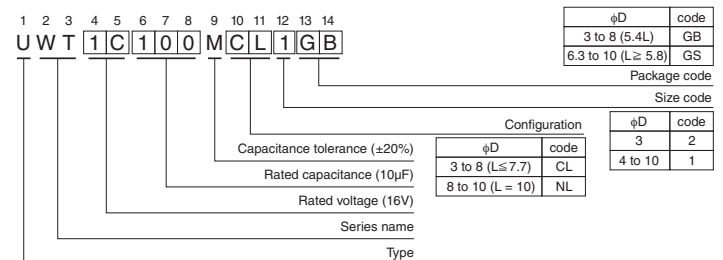 1 2 3 4 5 6 7 8 9 10 11 12 13 14
U W T 1 C 1 0 0 M C L 1 G B
ϕD code
3 to 8 (5.4L) GB
6.3 to 10 (L≧ 5.8) GS
Package code
Size code
ϕD code
3 2
4 to 10 1
Configuration
ϕD code
3 to 8 (L≦7.7) CL
8 to 10 (L = 10) NL
Capacitance tolerance (±20%)
Rated capacitance (10µF)
Rated voltage (16V)
Series name
Type